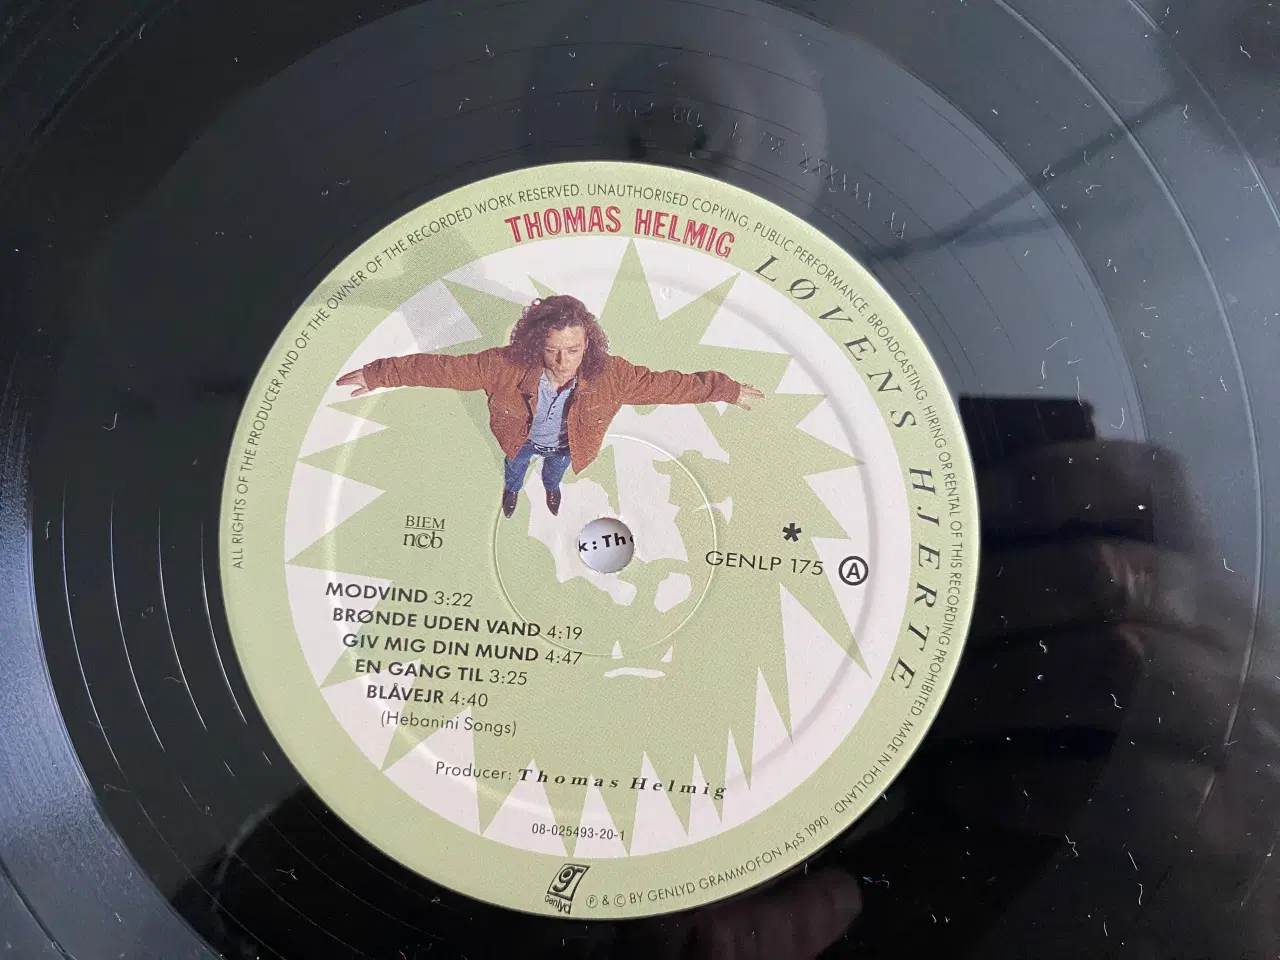 ALL RIGHTS OF THE PRODUCER AND OF THE OWNER OF THE RECORDED WORK RESERVED. UNAUTHORISED COPYING, PUBLIC PERFORMANCE, BROADCASTING, HIRING OR RENTAL OF THIS RECORDING PROHIBITED. MADE IN HOLLAND.
THOMAS HELMIG
LØVENS HJERTE
BIEM
ncb
k:Th
*
GENLP 175 A
MODVIND 3:22
BRØNDE UDEN VAND 4:19
GIV MIG DIN MUND 4:47
EN GANG TIL 3:25
BLÅVEJR 4:40
(Hebanini Songs)
Producer: Thomas Helmig
08-025493-20-1
Genlyd
Ⓟ & © BY GENLYD GRAMMOFON ApS 1990